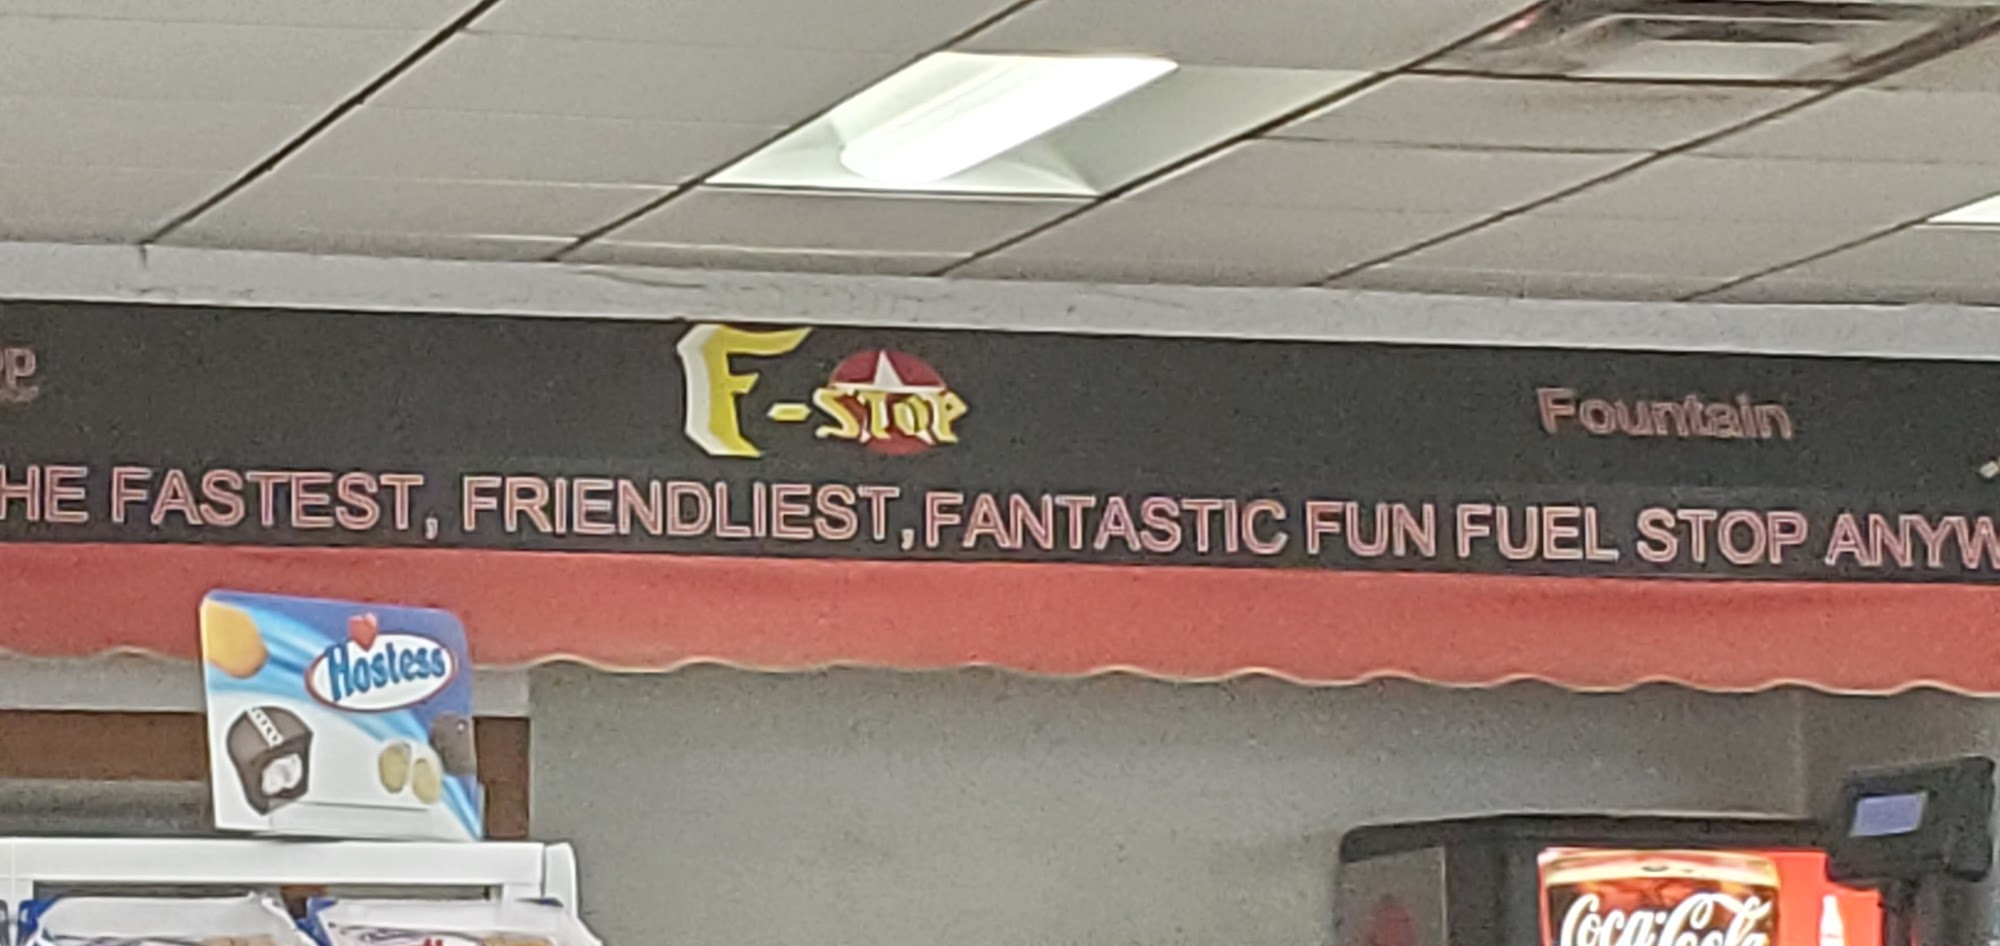 F-STOP
Fountain
HE FASTEST, FRIENDLIEST, FANTASTIC FUN FUEL STOP ANYW
Hostess
Coca-Cola